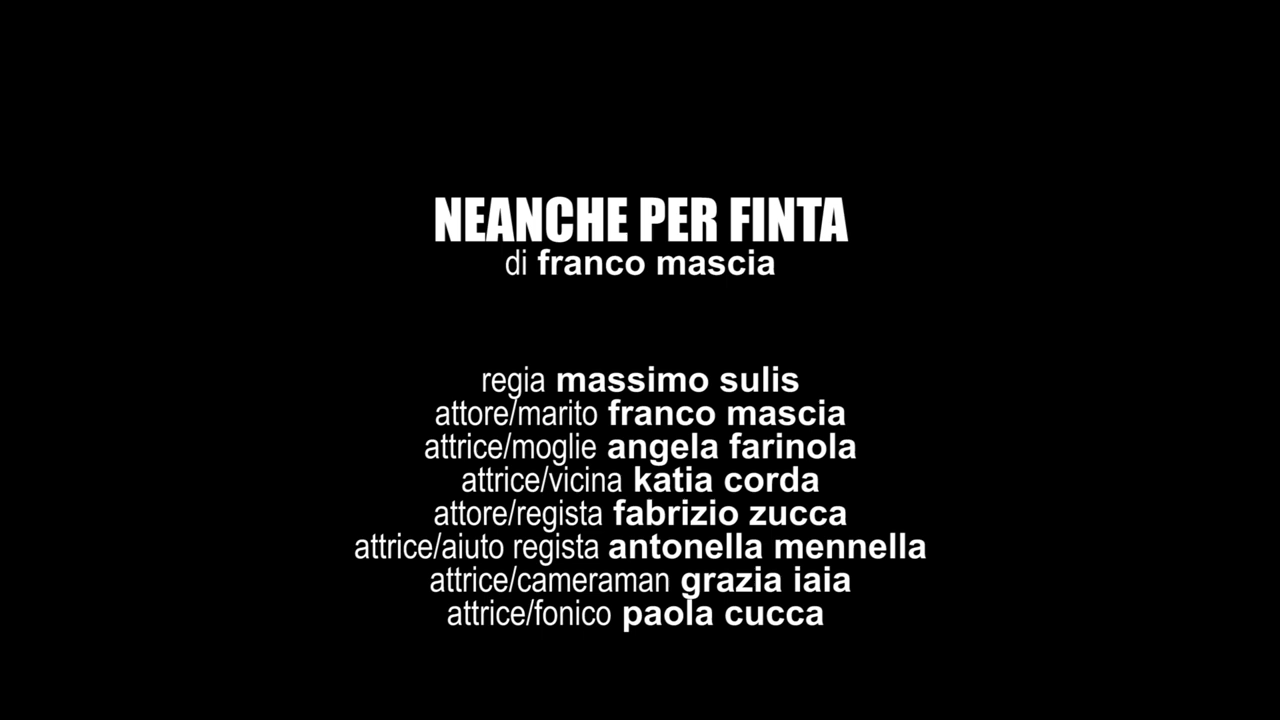 NEANCHE PER FINTA
di franco mascia
regia massimo sulis
attore/marito franco mascia
attrice/moglie angela farinola
attrice/vicina katia corda
attore/regista fabrizio zucca
attrice/aiuto regista antonella mennella
attrice/cameraman grazia iaia
attrice/fonico paola cucca